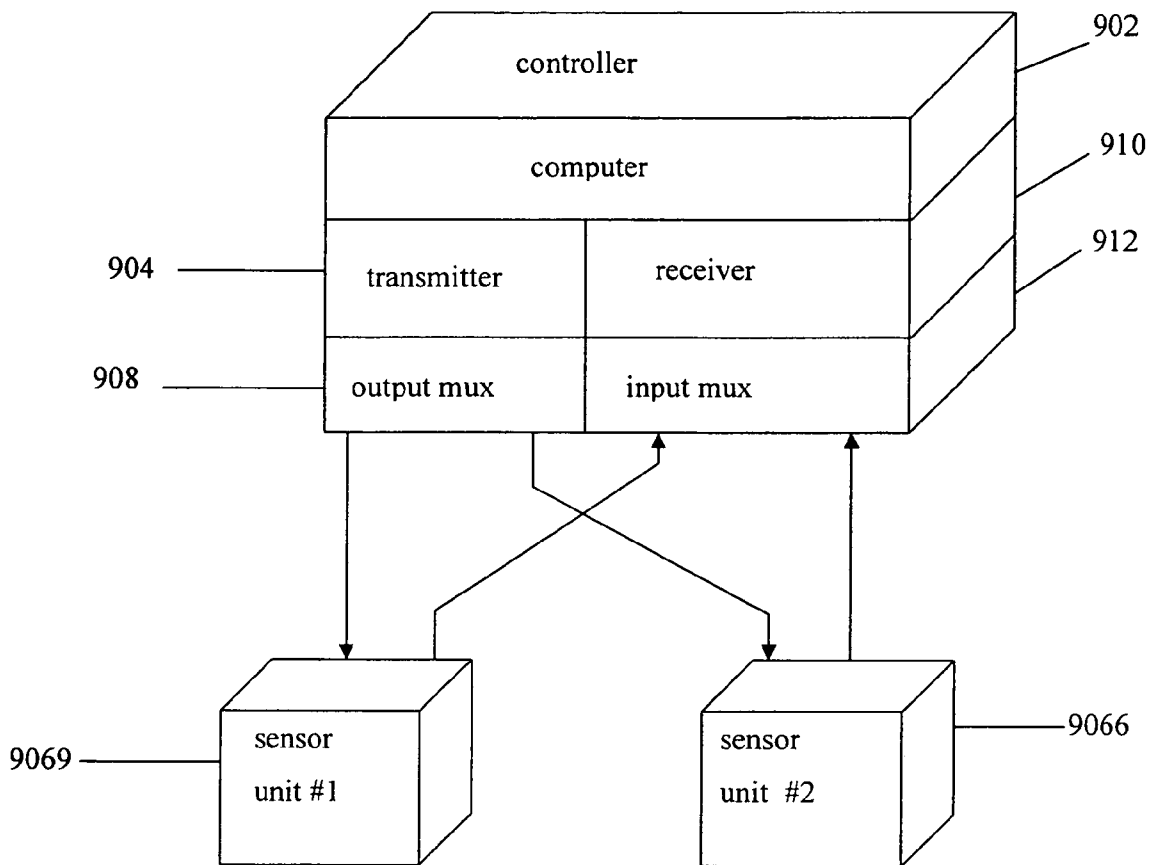 controller
902
computer
910
904
transmitter
receiver
912
908
output mux
input mux
9069
sensor
unit #1
sensor
unit #2
9066